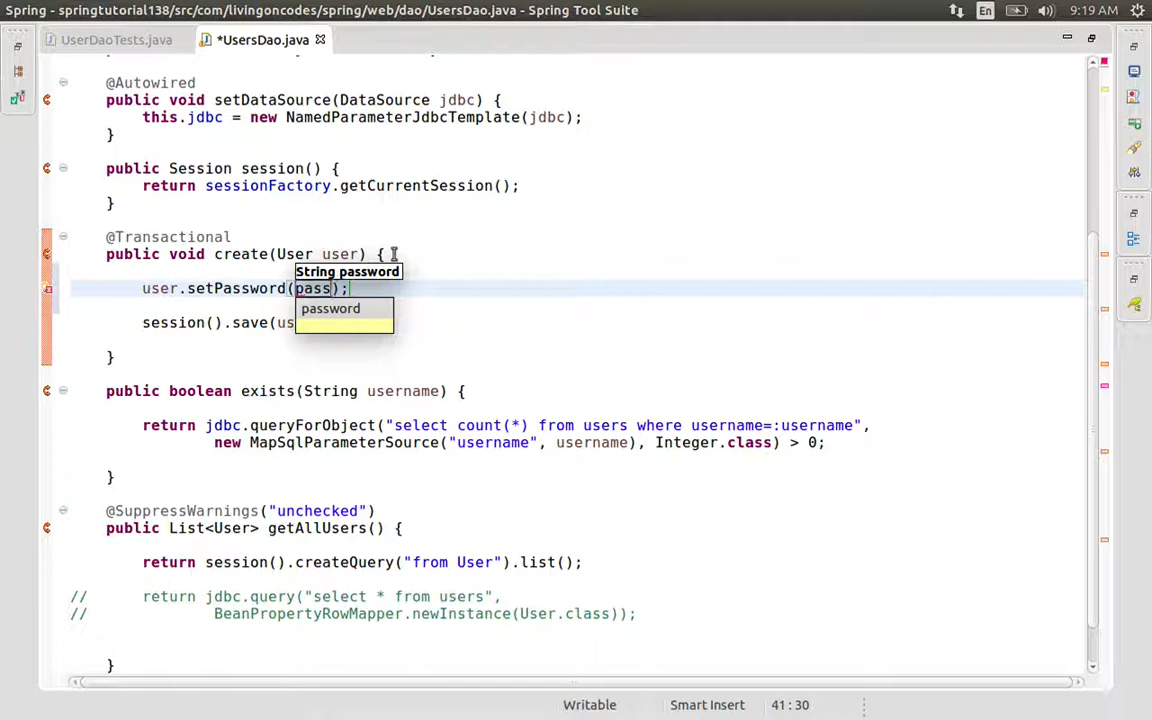 Spring - springtutorial138/src/com/livingoncodes/spring/web/dao/UsersDao.java - Spring Tool Suite
En
9:19 AM
UserDaoTests.java
*UsersDao.java
@Autowired
public void setDataSource(DataSource jdbc) {
this.jdbc = new NamedParameterJdbcTemplate(jdbc);
}
public Session session() {
return sessionFactory.getCurrentSession();
}
@Transactional
public void create(User user) {
String password
user.setPassword(pass);
password
session().save(us
}
public boolean exists(String username) {
return jdbc.queryForObject("select count(*) from users where username=:username",
new MapSqlParameterSource("username", username), Integer.class) > 0;
}
@SuppressWarnings("unchecked")
public List<User> getAllUsers() {
return session().createQuery("from User").list();
// return jdbc.query("select * from users",
// BeanPropertyRowMapper.newInstance(User.class));
}
Writable
Smart Insert
41 : 30